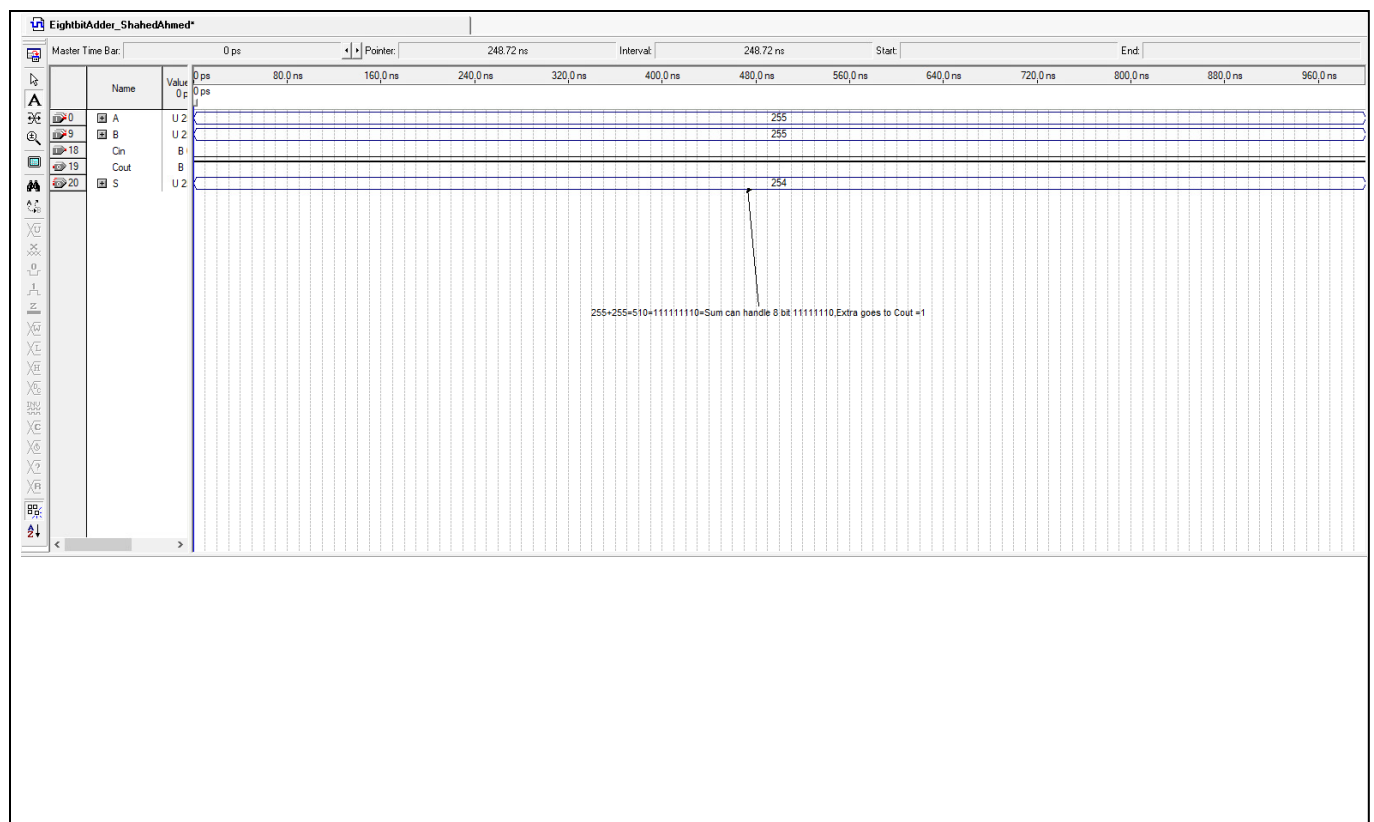 EightbitAdder_ShahedAhmed*
Master Time Bar: 0 ps Pointer: 248.72 ns Interval: 248.72 ns Start: End:
Name Value 0 p
0 ps 80.0 ns 160.0 ns 240.0 ns 320.0 ns 400.0 ns 480.0 ns 560.0 ns 640.0 ns 720.0 ns 800.0 ns 880.0 ns 960.0 ns
0 ps
0 A U 2 255
9 B U 2 255
18 Cin B
19 Cout B
20 S U 2 254
255+255=510=111111110=Sum can handle 8 bit 11111110,Extra goes to Cout =1